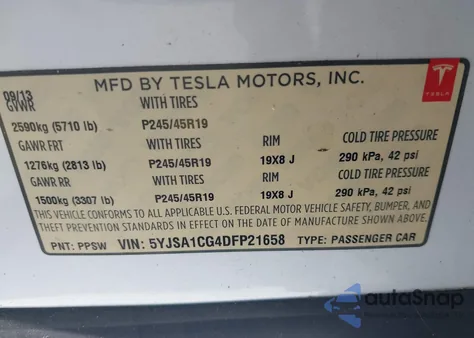 MFD BY TESLA MOTORS, INC.
TESLA
09/13
GVWR WITH TIRES
2590kg (5710 lb) P245/45R19
GAWR FRT WITH TIRES RIM COLD TIRE PRESSURE
1276kg (2813 lb) P245/45R19 19X8 J 290 kPa, 42 psi
GAWR RR WITH TIRES RIM COLD TIRE PRESSURE
1500kg (3307 lb) P245/45R19 19X8 J 290 kPa, 42 psi
THIS VEHICLE CONFORMS TO ALL APPLICABLE U.S. FEDERAL MOTOR VEHICLE SAFETY, BUMPER, AND
THEFT PREVENTION STANDARDS IN EFFECT ON THE DATE OF MANUFACTURE SHOWN ABOVE.
PNT: PPSW VIN: 5YJSA1CG4DFP21658 TYPE: PASSENGER CAR
autoSnap